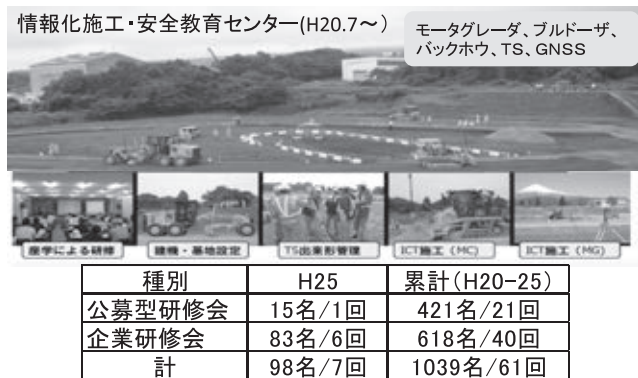 情報化施工・安全教育センター(H20.7～)
モータグレーダ、ブルドーザ、
バックホウ、TS、GNSS
座学による研修
建機・基地設定
TS出来形管理
ICT施工(MC)
ICT施工(MG)
種別 H25 累計(H20-25)
公募型研修会 15名/1回 421名/21回
企業研修会 83名/6回 618名/40回
計 98名/7回 1039名/61回